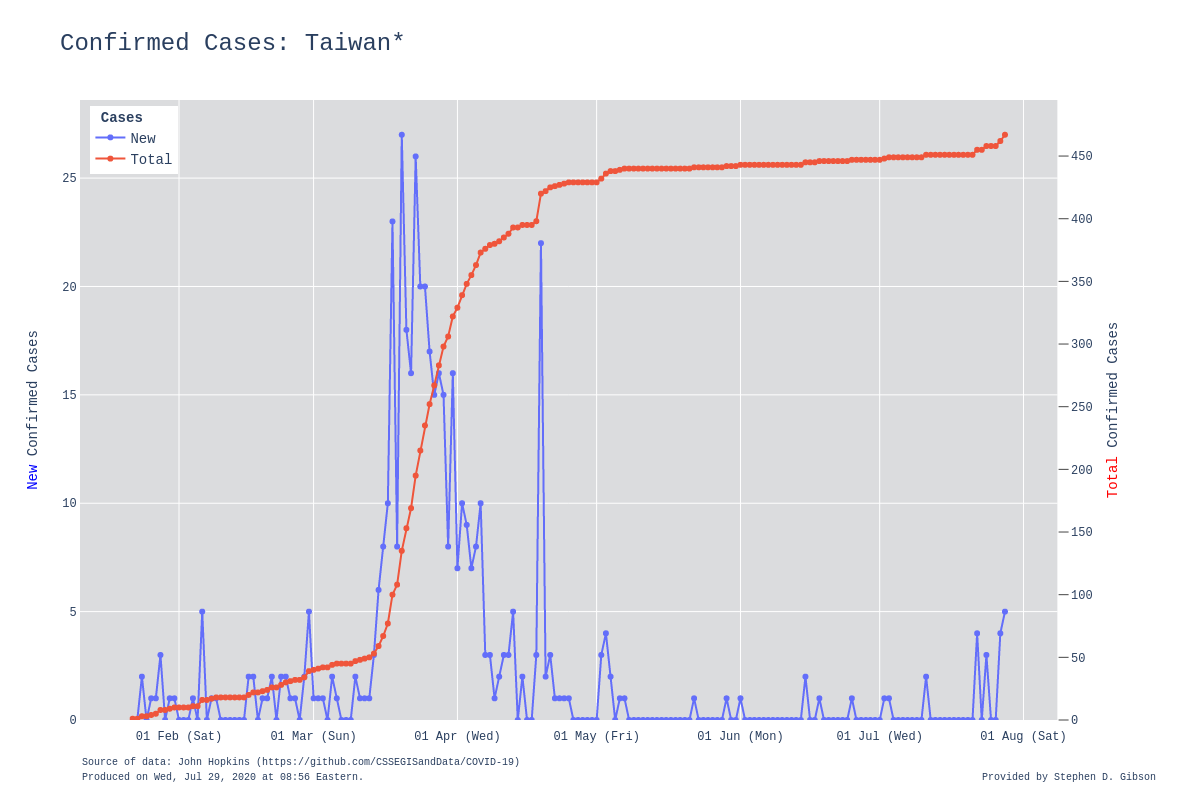 Confirmed Cases: Taiwan*
Cases
New
Total
25
20
15
10
5
0
450
400
350
300
250
200
150
100
50
0
New Confirmed Cases
Total Confirmed Cases
01 Feb (Sat)
01 Mar (Sun)
01 Apr (Wed)
01 May (Fri)
01 Jun (Mon)
01 Jul (Wed)
01 Aug (Sat)
Source of data: John Hopkins (https://github.com/CSSEGISandData/COVID-19)
Produced on Wed, Jul 29, 2020 at 08:56 Eastern.
Provided by Stephen D. Gibson